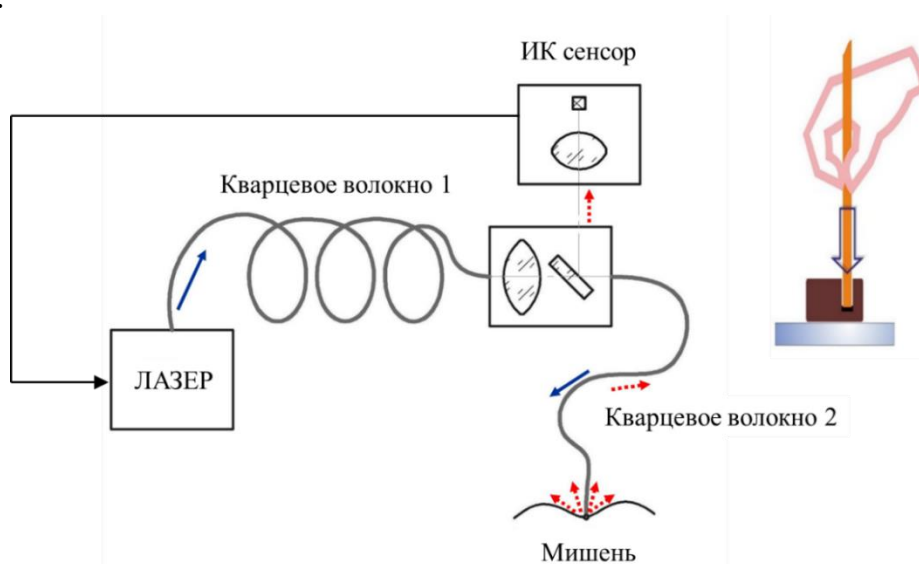 ИК сенсор
Кварцевое волокно 1
ЛАЗЕР
Кварцевое волокно 2
Мишень